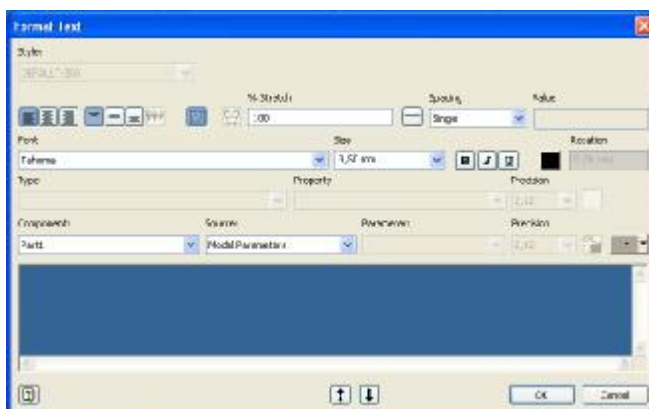 Format Text
Style:
% Stretch Spacing Value
100 Single
Font Size Rotation
Tahoma B I U
Type Property Precision
Component: Source: Parameter: Precision
Part1 Model Parameters
OK Cancel